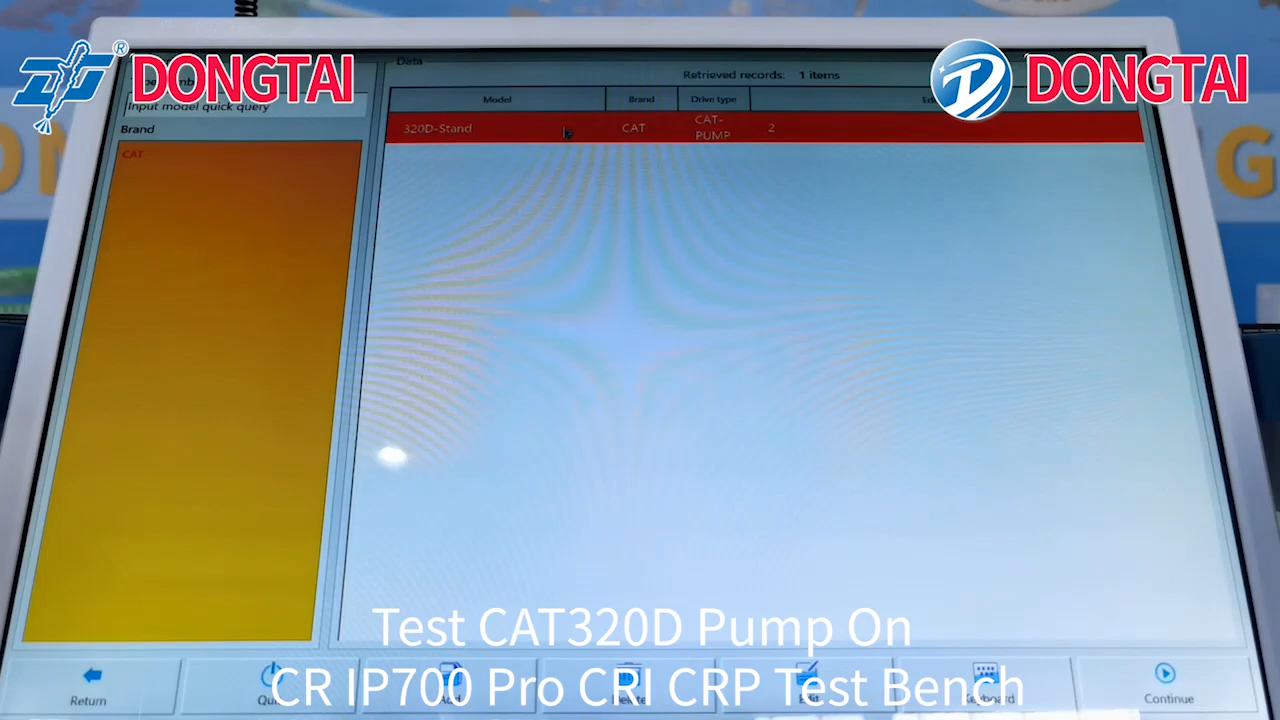 DONGTAI
®
DONGTAI
Data
Retrieved records: 1 items
Input model quick query
Model
Brand
Drive type
Brand
CAT
320D-Stand
CAT
CAT-
PUMP
2
G
Test CAT320D Pump On
CR IP700 Pro CRI CRP Test Bench
Return
Continue